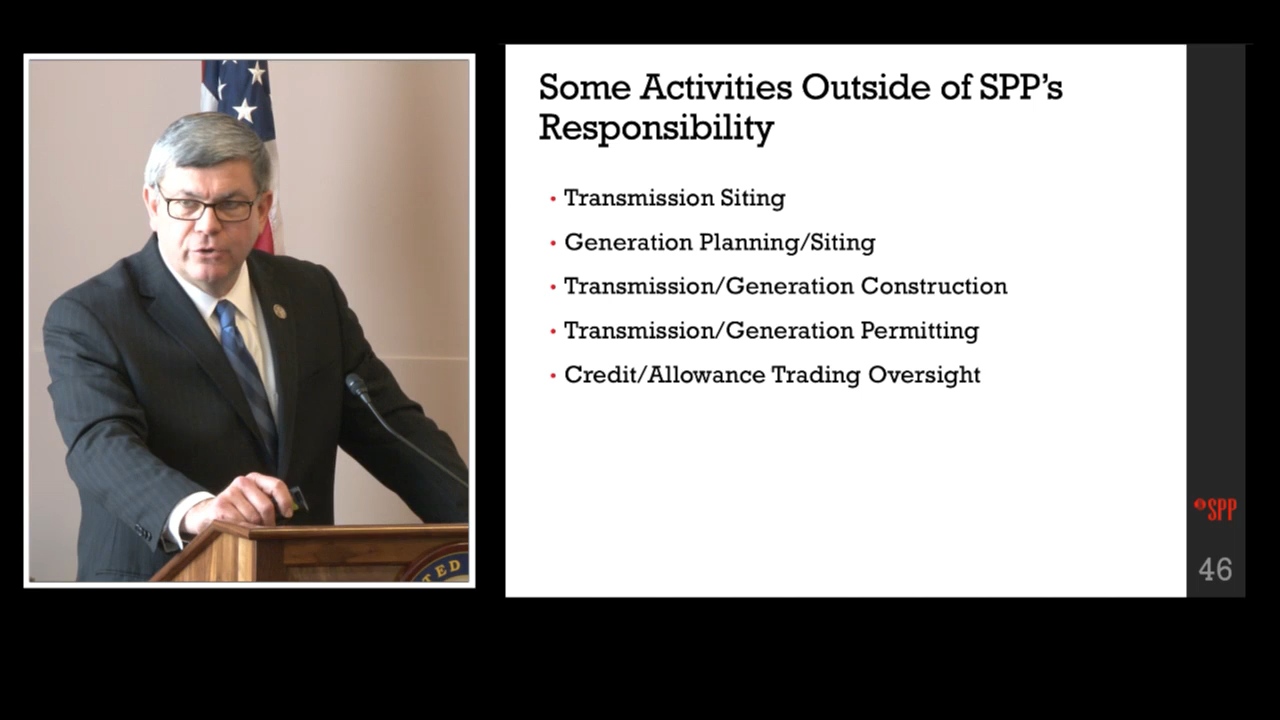 Some Activities Outside of SPP's
Responsibility
• Transmission Siting
• Generation Planning/Siting
• Transmission/Generation Construction
• Transmission/Generation Permitting
• Credit/Allowance Trading Oversight
SPP
46
TED